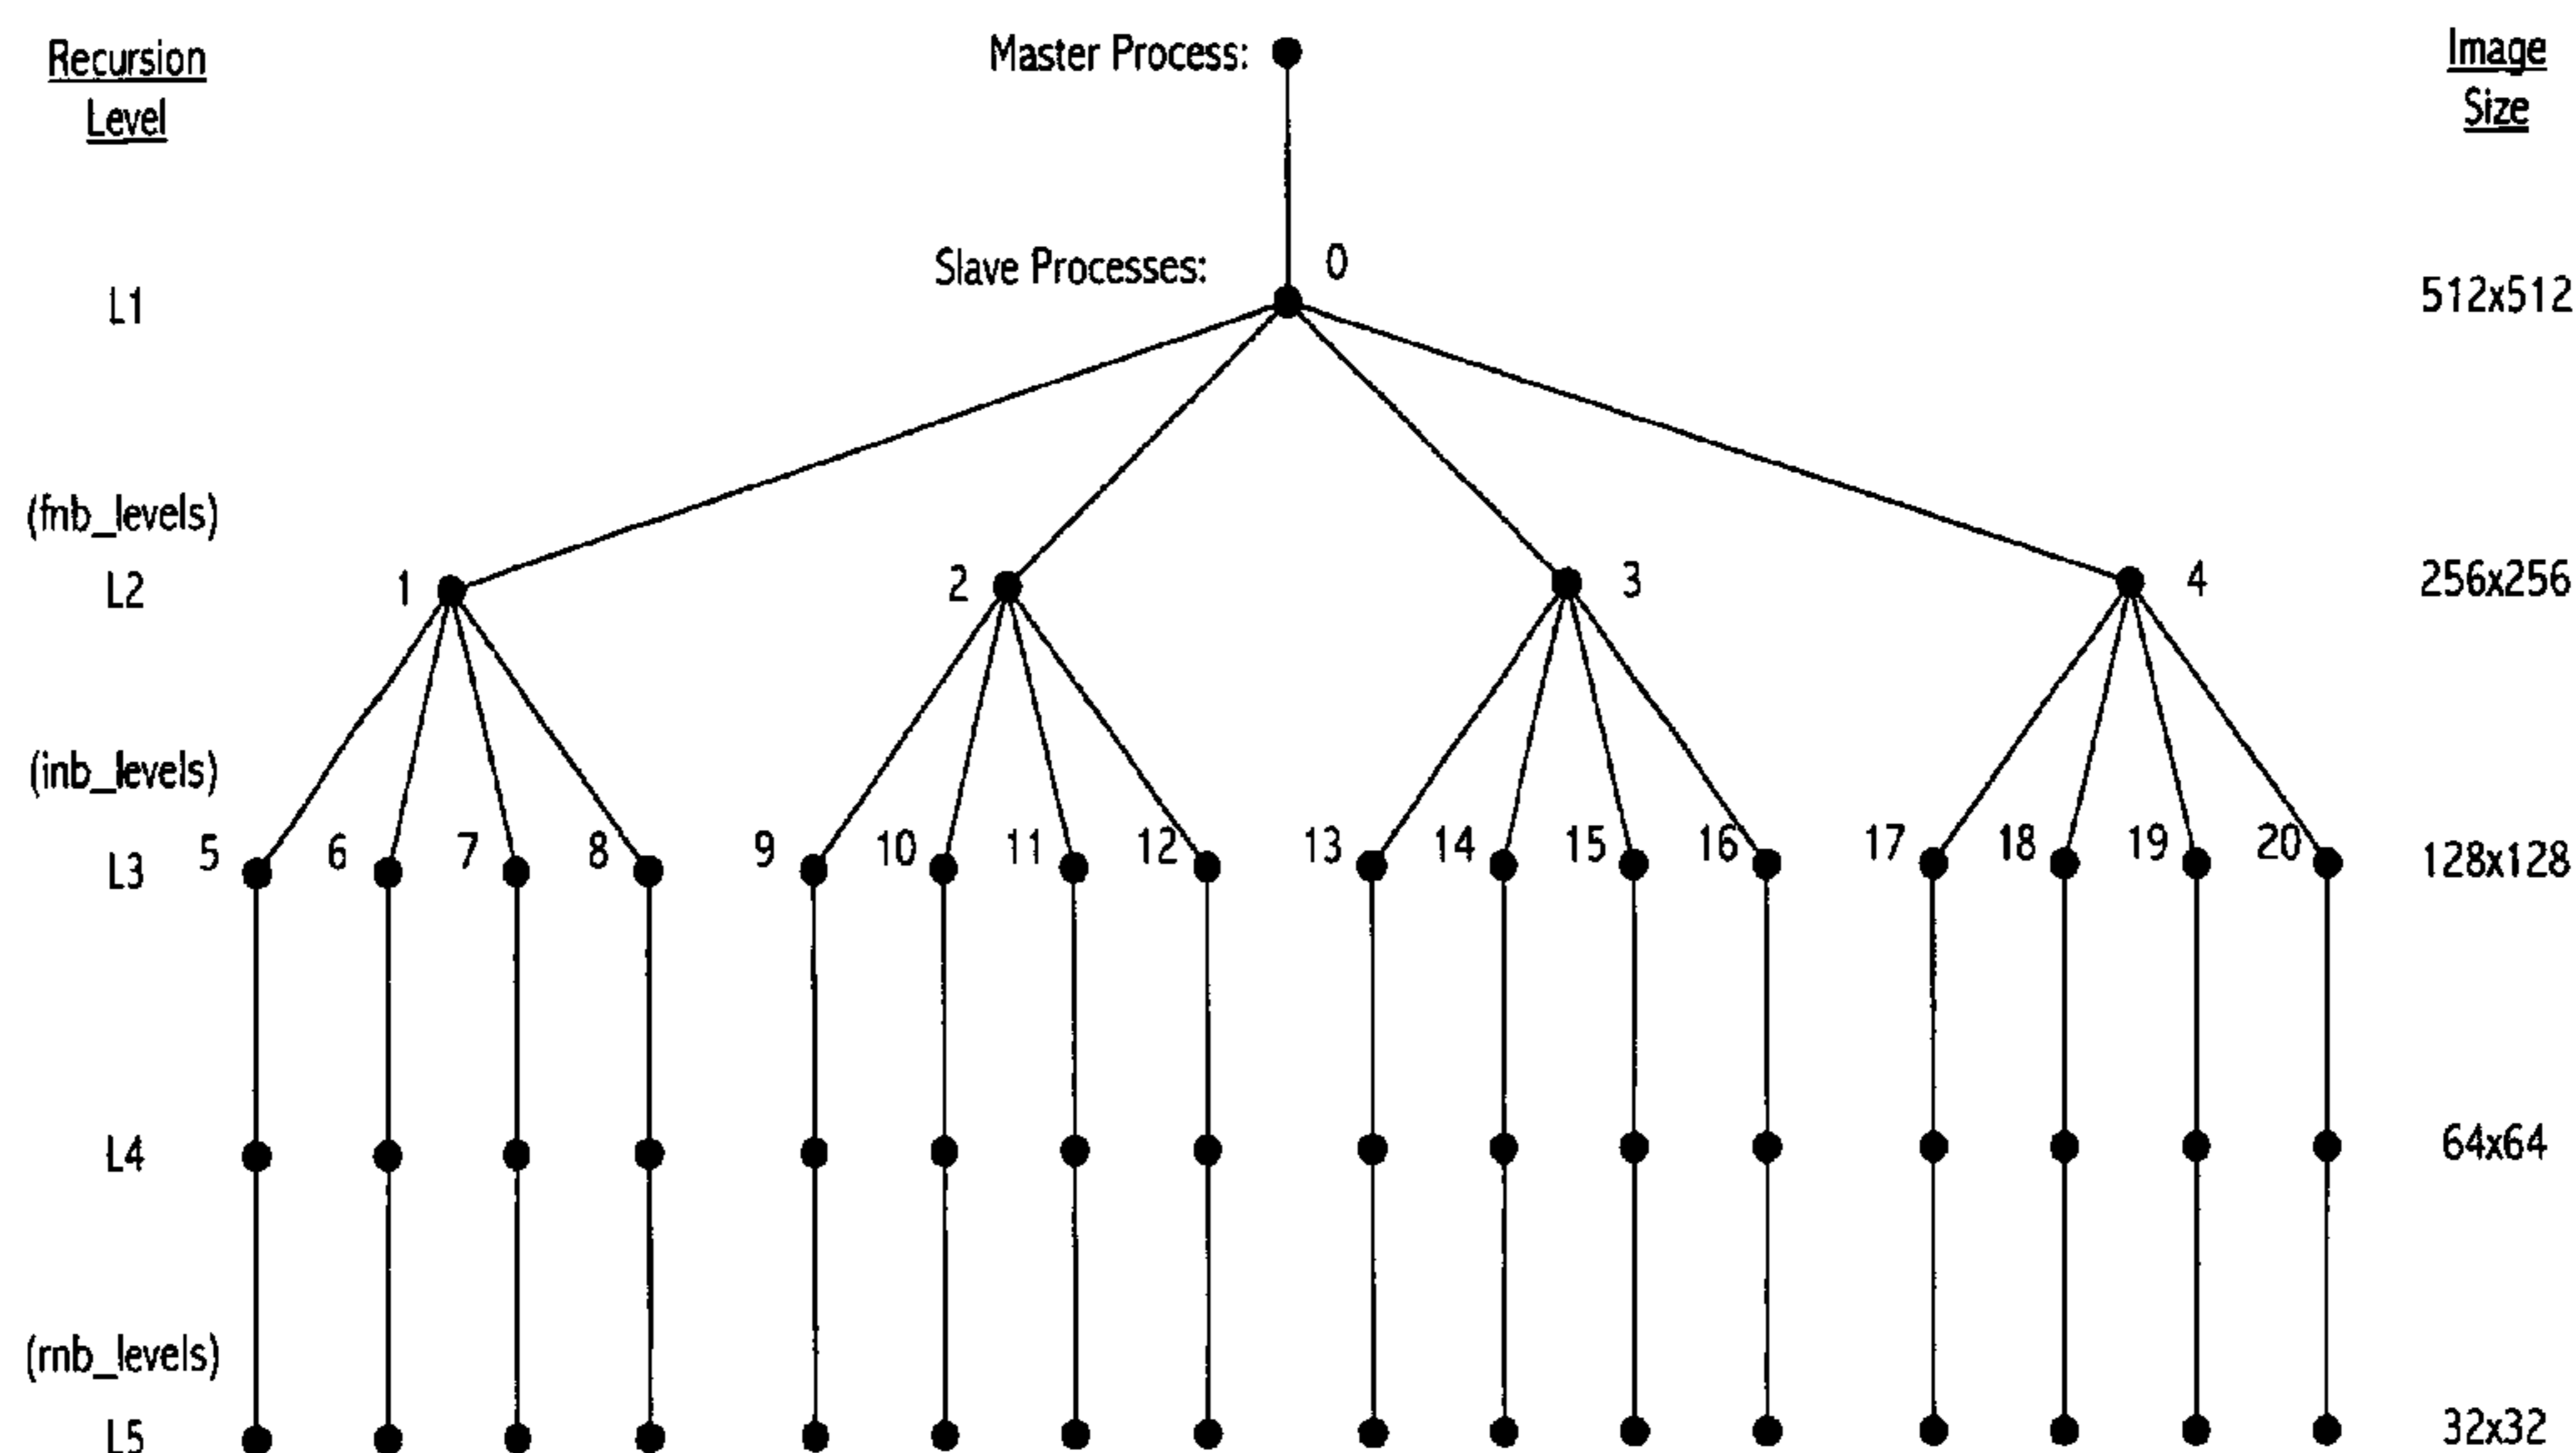 Recursion
Level
Master Process:
Image
Size
Slave Processes:
0
L1
512x512
(fnb_levels)
L2
1
2
3
4
256x256
(inb_levels)
L3
5
6
7
8
9
10
11
12
13
14
15
16
17
18
19
20
128x128
L4
64x64
(rnb_levels)
L5
32x32